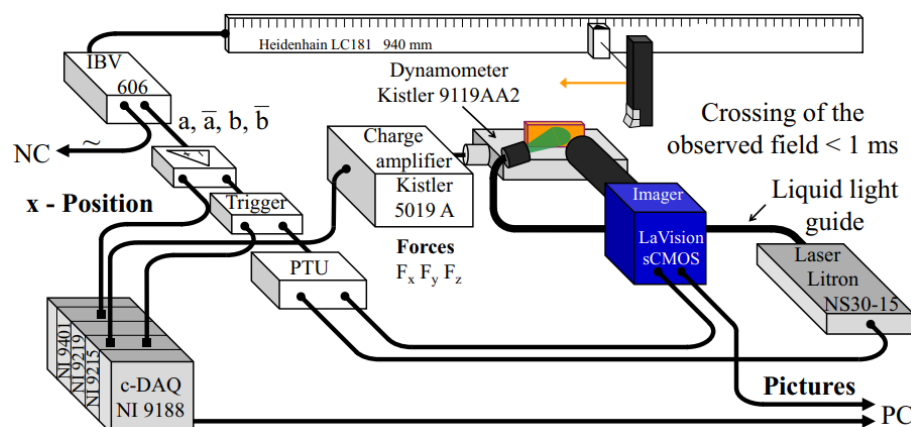 Heidenhain LC181 940 mm
IBV
606
a, a̅, b, b̅
NC
~
x - Position
Trigger
PTU
Charge
amplifier
Kistler
5019 A
Forces
Fx Fy Fz
Dynamometer
Kistler 9119AA2
Crossing of the
observed field < 1 ms
Imager
LaVision
sCMOS
Liquid light
guide
Laser
Litron
NS30-15
NI 9401
NI 9219
NI 9215
c-DAQ
NI 9188
Pictures
PC